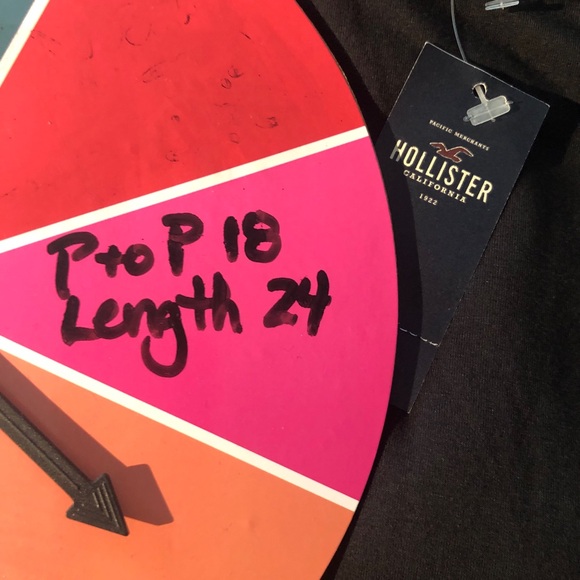 P to P 18
Length 24
PACIFIC MERCHANTS
HOLLISTER
CALIFORNIA
1922